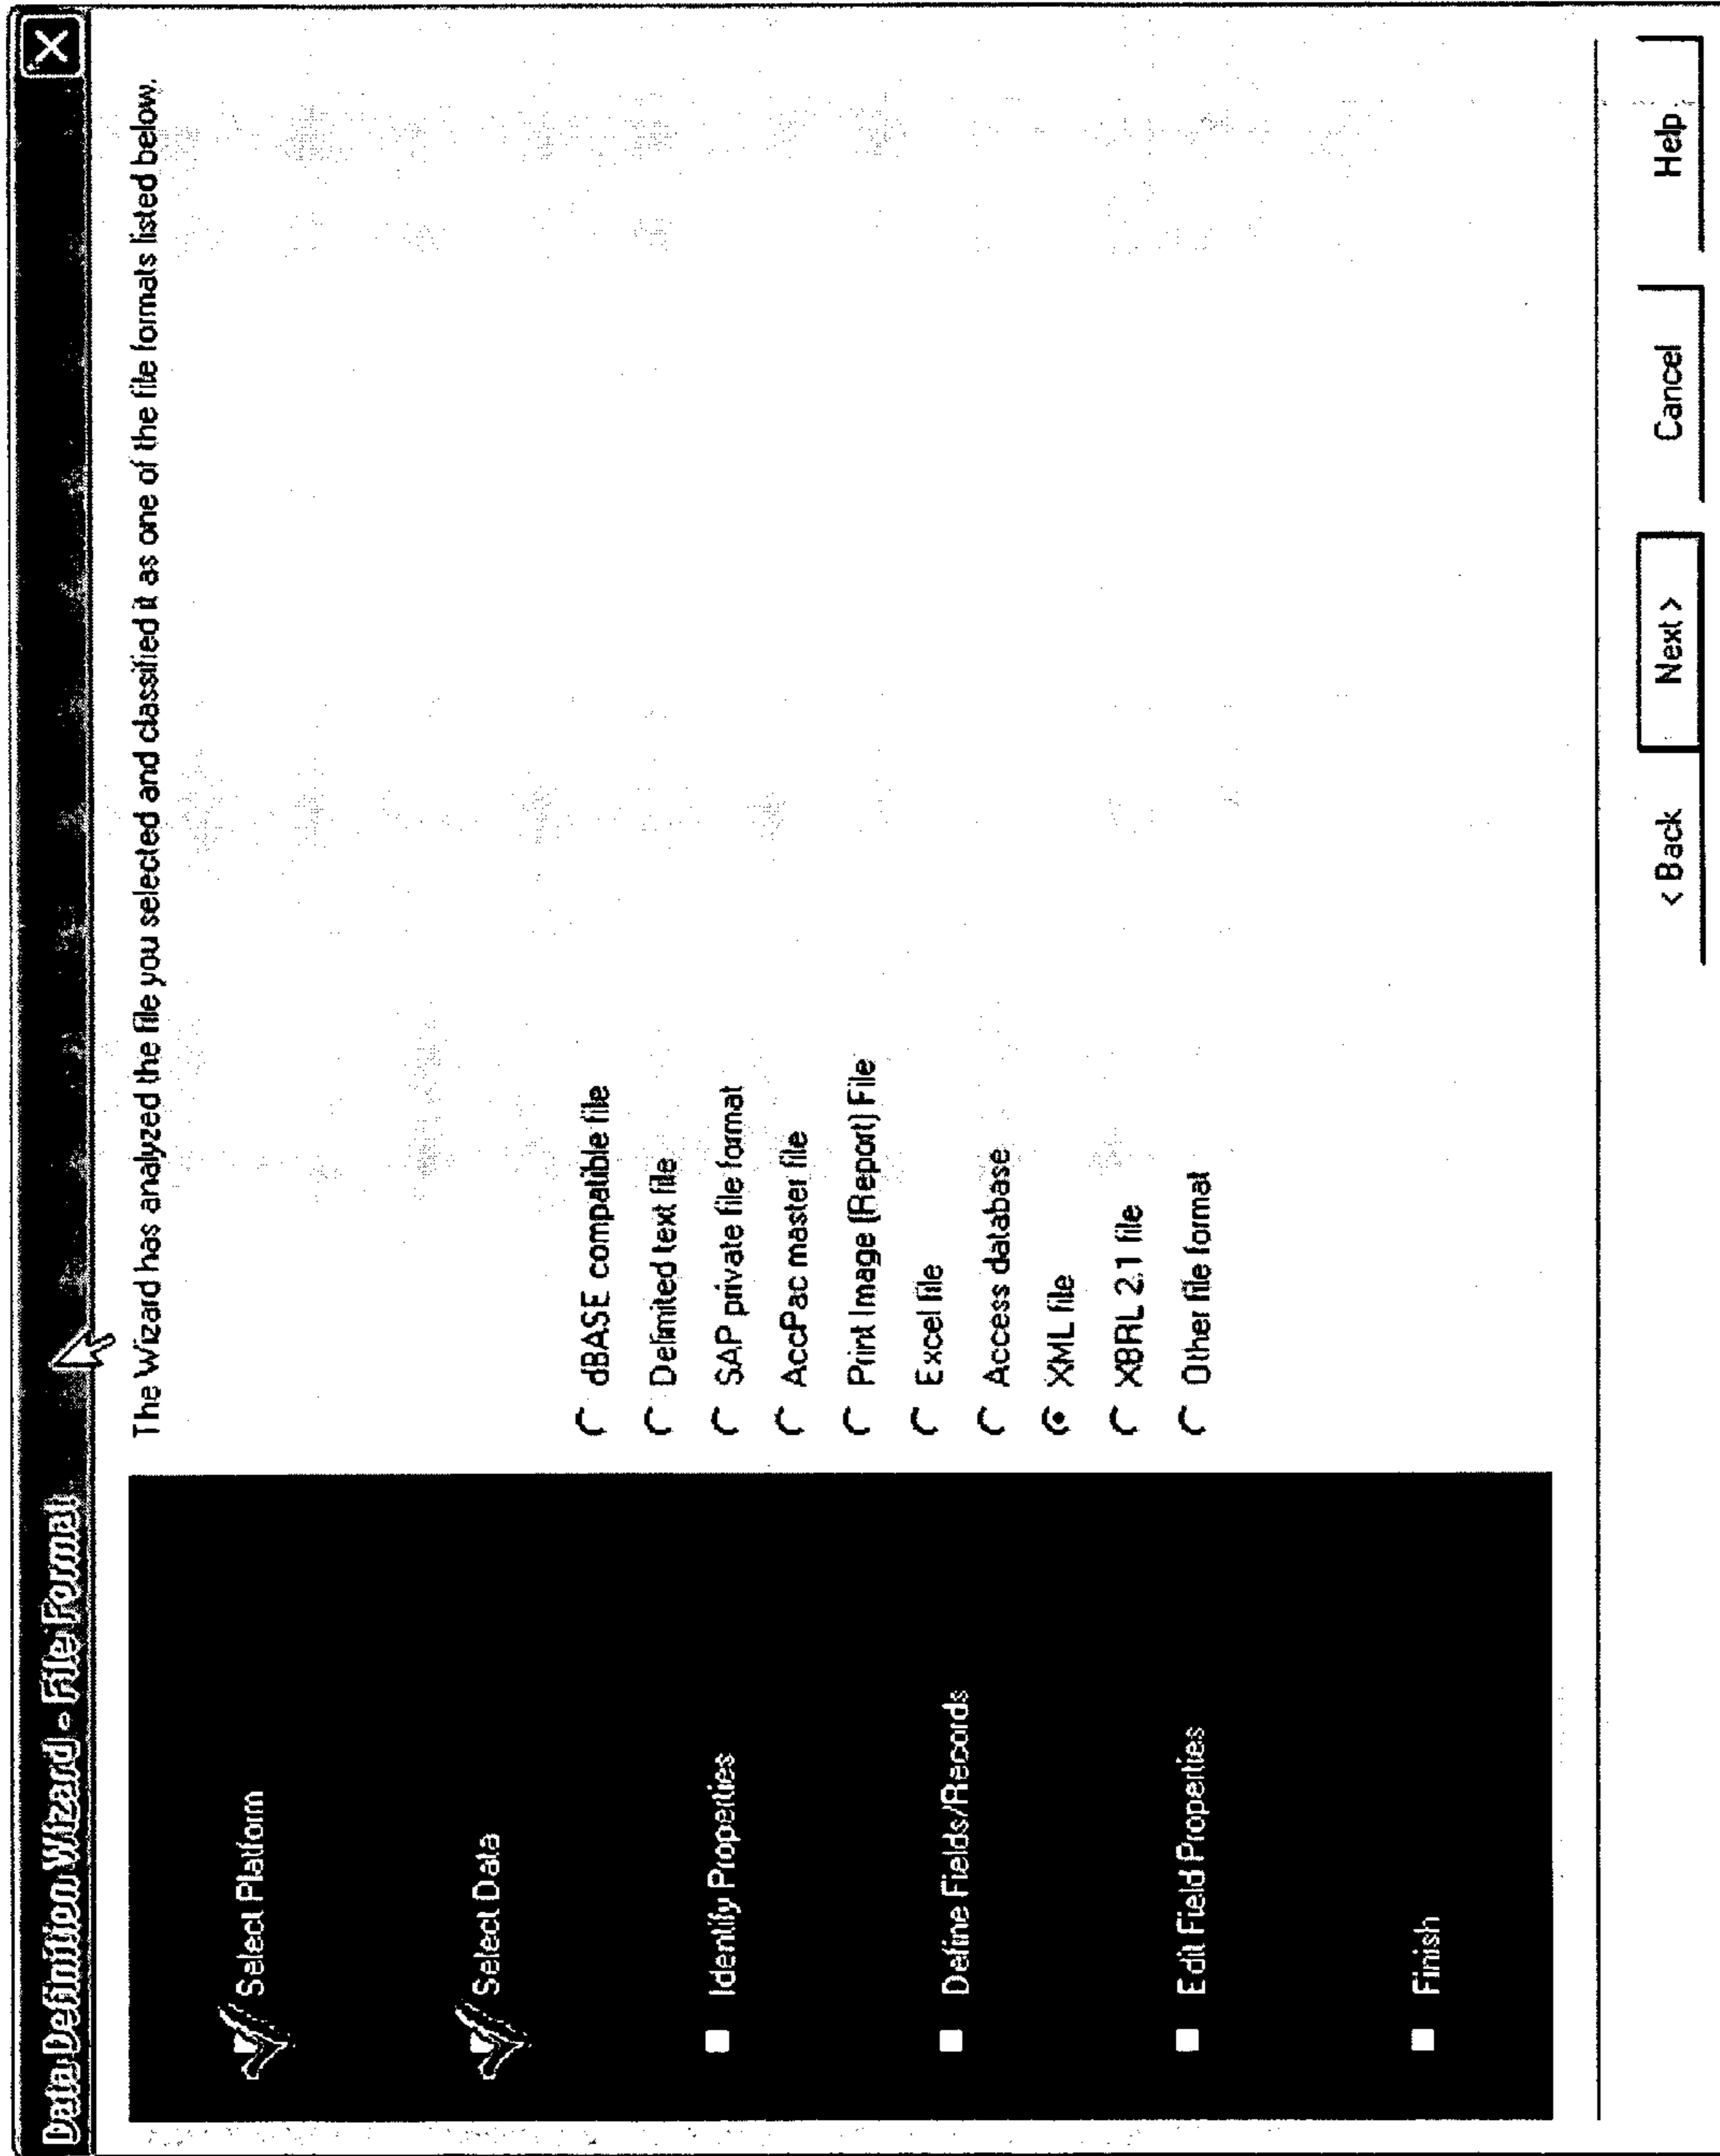 Data Definition Wizard - File Format
X
Select Platform
Select Data
Identify Properties
Define Fields/Records
Edit Field Properties
Finish
The Wizard has analyzed the file you selected and classified it as one of the file formats listed below.
dBASE compatible file
Delimited text file
SAP private file format
AccPac master file
Print Image (Report) File
Excel file
Access database
XML file
XBRL 2.1 file
Other file format
< Back
Next >
Cancel
Help